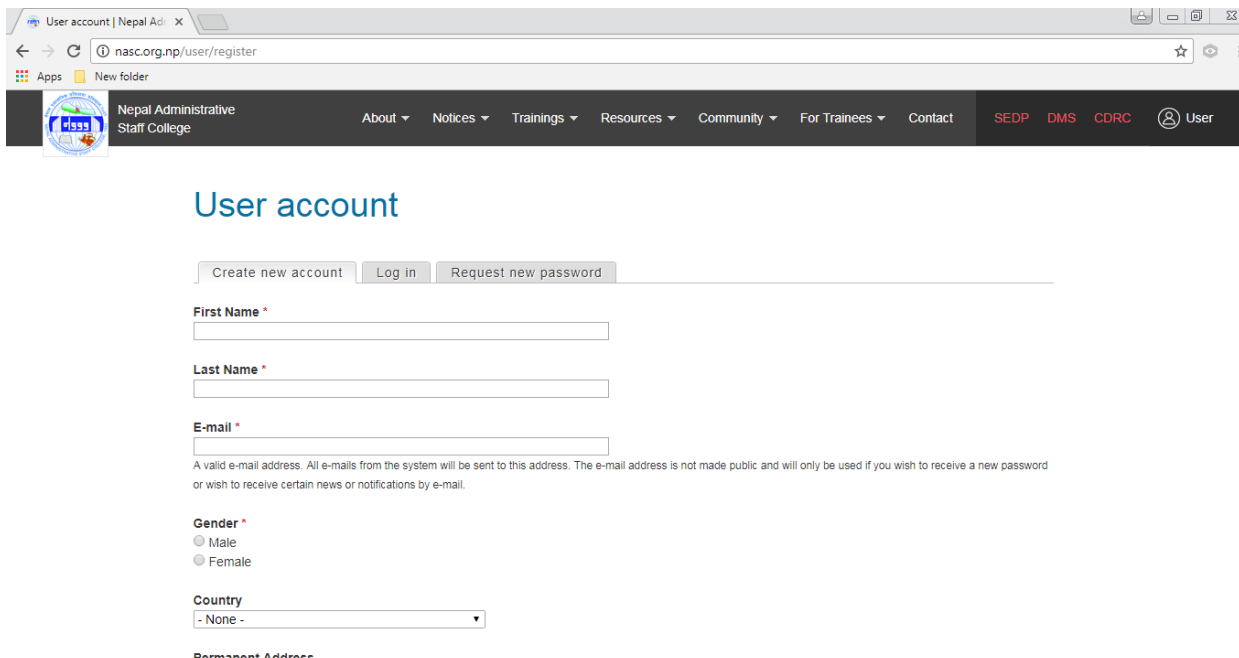 User account | Nepal Adr
nasc.org.np/user/register
Apps New folder
Nepal Administrative
Staff College
About Notices Trainings Resources Community For Trainees Contact SEDP DMS CDRC User
User account
Create new account Log in Request new password
First Name *
Last Name *
E-mail *
A valid e-mail address. All e-mails from the system will be sent to this address. The e-mail address is not made public and will only be used if you wish to receive a new password
or wish to receive certain news or notifications by e-mail.
Gender *
Male
Female
Country
- None -
Permanent Address